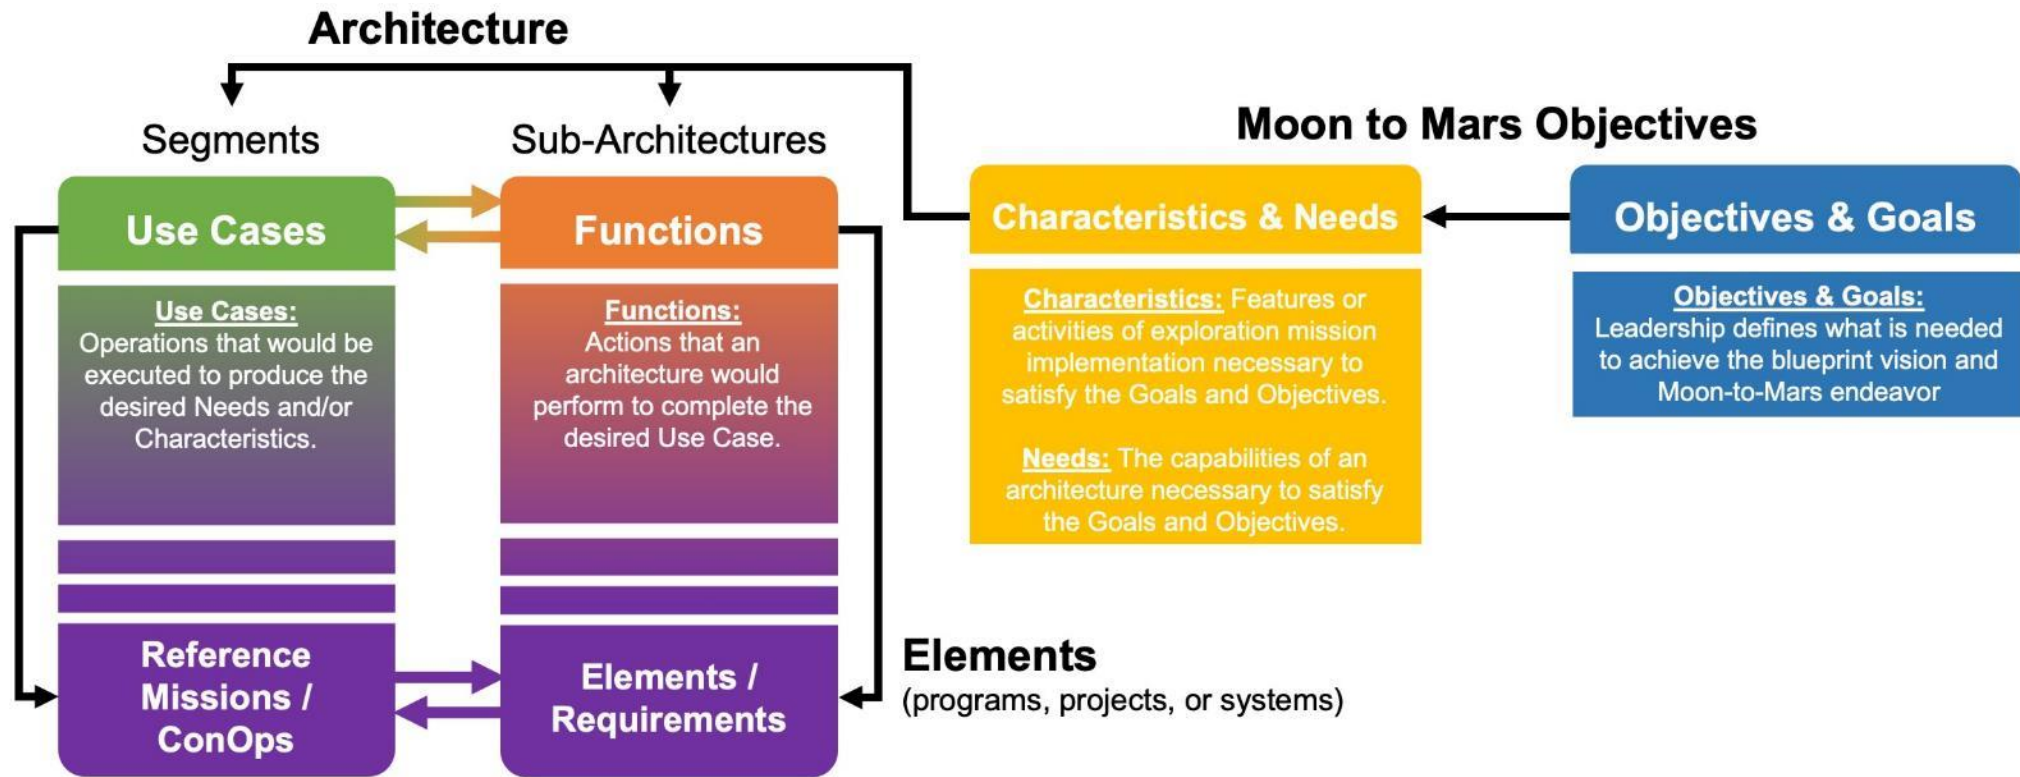 Architecture
Segments
Sub-Architectures
Moon to Mars Objectives
Use Cases
Functions
Characteristics & Needs
Objectives & Goals
Use Cases:
Operations that would be
executed to produce the
desired Needs and/or
Characteristics.
Functions:
Actions that an
architecture would
perform to complete the
desired Use Case.
Characteristics: Features or
activities of exploration mission
implementation necessary to
satisfy the Goals and Objectives.
Needs: The capabilities of an
architecture necessary to satisfy
the Goals and Objectives.
Objectives & Goals:
Leadership defines what is needed
to achieve the blueprint vision and
Moon-to-Mars endeavor
Reference
Missions /
ConOps
Elements /
Requirements
Elements
(programs, projects, or systems)